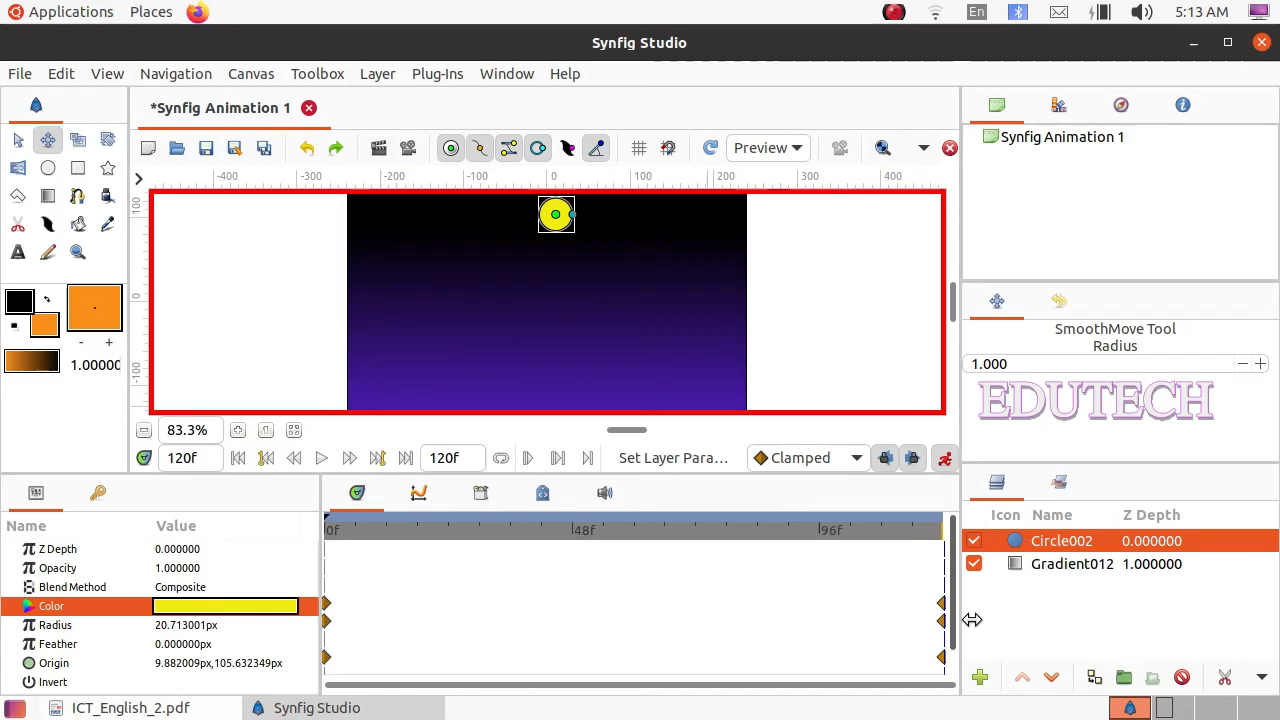 Applications Places En 5:13 AM
Synfig Studio
File Edit View Navigation Canvas Toolbox Layer Plug-Ins Window Help
*Synfig Animation 1
Preview
-400 -300 -200 -100 0 100 200 300 400
100
0
-100
- +
1.00000
83.3%
120f 120f Set Layer Para... Clamped
Name Value
Z Depth 0.000000
Opacity 1.000000
Blend Method Composite
Color
Radius 20.713001px
Feather 0.000000px
Origin 9.882009px,105.632349px
Invert
0f 48f 96f
Synfig Animation 1
SmoothMove Tool
Radius
1.000
EDUTECH
Icon Name Z Depth
Circle002 0.000000
Gradient012 1.000000
ICT_English_2.pdf Synfig Studio